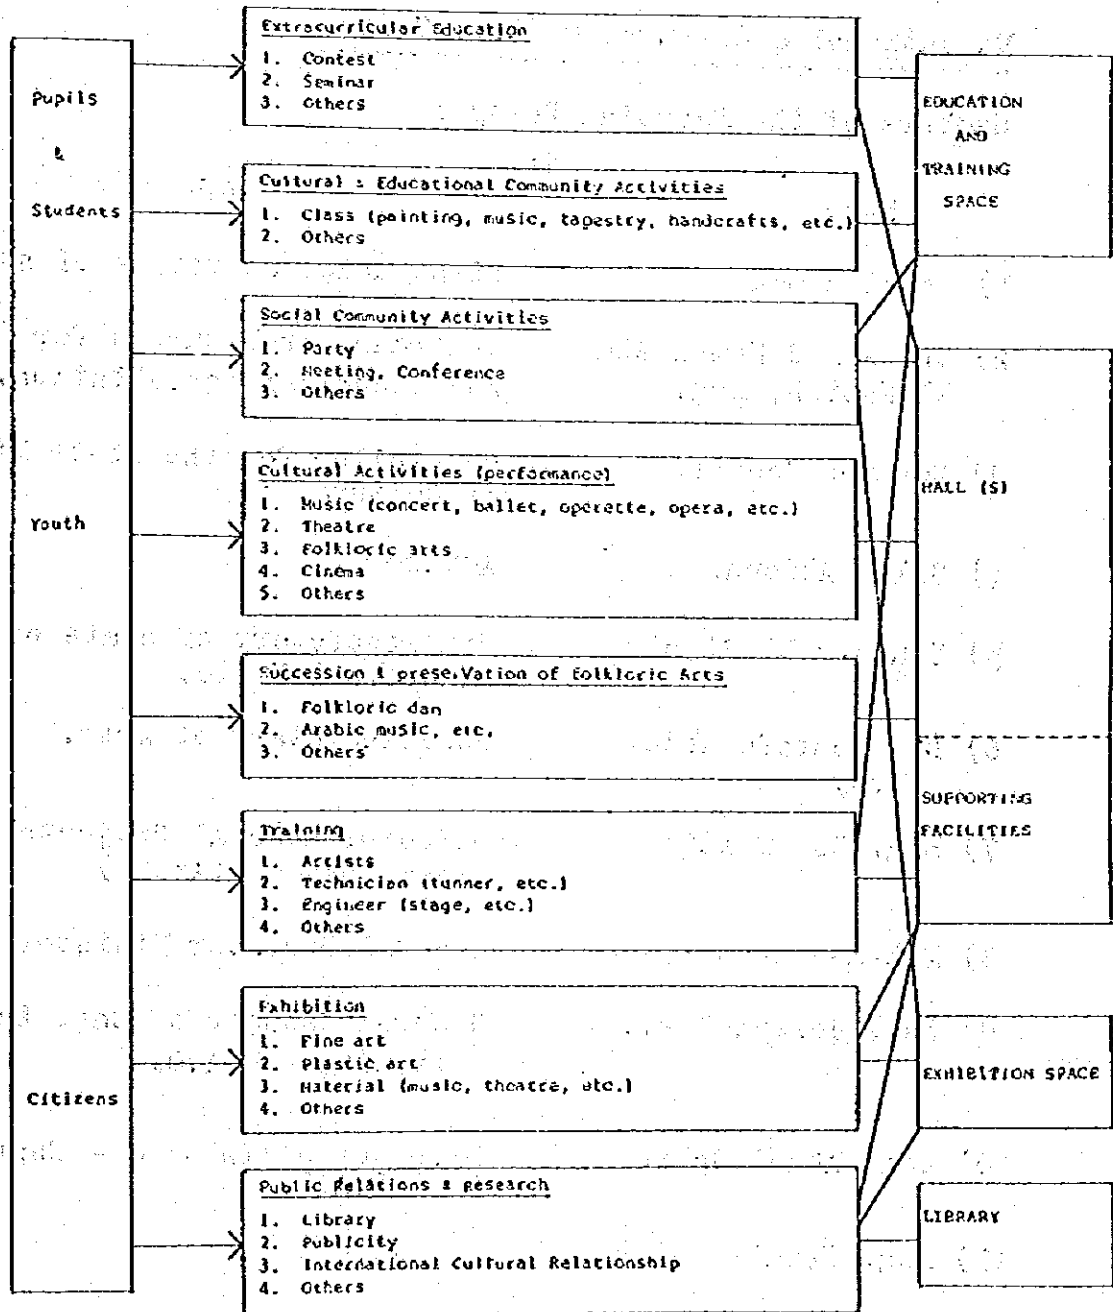 Pupils
&
Students
Youth
Citizens
Extracurricular Education
1. Contest
2. Seminar
3. Others
Cultural & Educational Community Activities
1. Class (painting, music, tapestry, handcrafts, etc.)
2. Others
Social Community Activities
1. Party
2. Meeting, Conference
3. Others
Cultural Activities (performance)
1. Music (concert, ballet, operette, opera, etc.)
2. Theatre
3. Folkloric arts
4. Cinema
5. Others
Succession & preservation of Folkloric Arts
1. Folkloric dan
2. Arabic music, etc.
3. Others
Training
1. Artists
2. Technician (tunner, etc.)
3. Engineer (stage, etc.)
4. Others
Exhibition
1. Fine art
2. Plastic art
3. Material (music, theatre, etc.)
4. Others
Public Relations & Research
1. Library
2. Publicity
3. International Cultural Relationship
4. Others
EDUCATION
AND
TRAINING
SPACE
HALL (S)
SUPPORTING
FACILITIES
EXHIBITION SPACE
LIBRARY